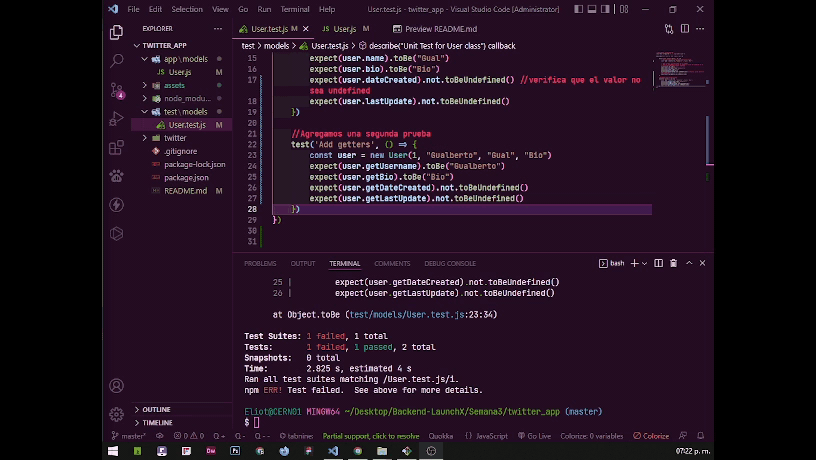 File Edit Selection View Go Run Terminal Help User.test.js - twitter_app - Visual Studio Code [Administrator]
EXPLORER
User.test.js M
User.js M
Preview README.md
test > models > User.test.js > describe("Unit Test for User class") callback
TWITTER_APP
app\models
User.js M
assets
node_modu...
test\models
User.test.js M
twitter
.gitignore
package-lock.json
package.json
README.md M
OUTLINE
TIMELINE
4
15 expect(user.name).toBe("Gual")
16 expect(user.bio).toBe("Bio")
17 expect(user.dateCreated).not.toBeUndefined() //verifica que el valor no
sea undefined
18 expect(user.lastUpdate).not.toBeUndefined()
19 })
20
21 //Agregamos una segunda prueba
22 test('Add getters', () => {
23 const user = new User(1, "Gualberto", "Gual", "Bio")
24 expect(user.getUsername).toBe("Gualberto")
25 expect(user.getBio).toBe("Bio")
26 expect(user.getDateCreated).not.toBeUndefined()
27 expect(user.getLastUpdate).not.toBeUndefined()
28 })
29 })
30
31
PROBLEMS OUTPUT TERMINAL COMMENTS DEBUG CONSOLE bash
25 | expect(user.getDateCreated).not.toBeUndefined()
26 | expect(user.getLastUpdate).not.toBeUndefined()
at Object.toBe (test/models/User.test.js:23:34)
Test Suites: 1 failed, 1 total
Tests: 1 failed, 1 passed, 2 total
Snapshots: 0 total
Time: 2.825 s, estimated 4 s
Ran all test suites matching /User.test.js/i.
npm ERR! Test failed. See above for more details.
Eliot@CERN01 MINGW64 ~/Desktop/Backend-LaunchX/Semana3/twitter_app (master)
$
master* 0 0 Q→ Q← Q←← tabnine: Partial support, click to resolve Quokka {} JavaScript Go Live Colorize: 0 variables Colorize
07:22 p. m.